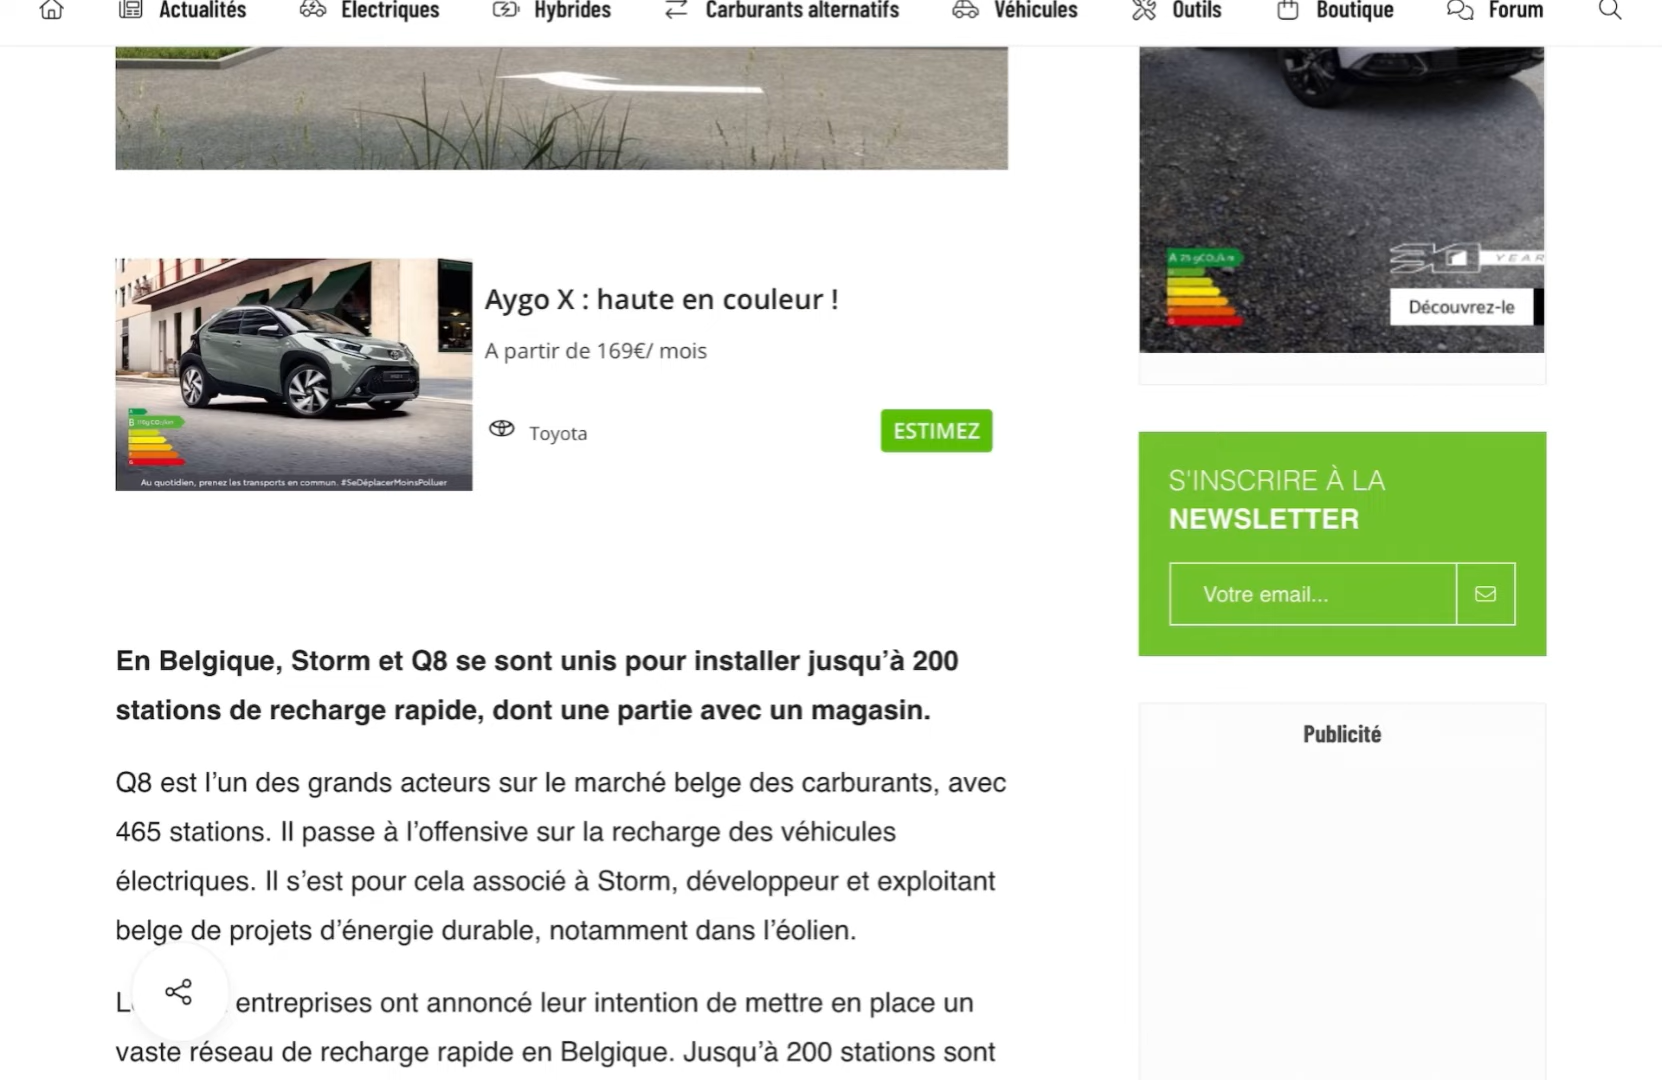 Actualités Electriques Hybrides Carburants alternatifs Véhicules Outils Boutique Forum
YEAR
Découvrez-le
Aygo X : haute en couleur !
A partir de 169€/ mois
Toyota
ESTIMEZ
Au quotidien, prenez les transports en commun. #SeDéplacerMoinsPolluer
S'INSCRIRE À LA
NEWSLETTER
Votre email...
Publicité
En Belgique, Storm et Q8 se sont unis pour installer jusqu’à 200
stations de recharge rapide, dont une partie avec un magasin.
Q8 est l’un des grands acteurs sur le marché belge des carburants, avec
465 stations. Il passe à l’offensive sur la recharge des véhicules
électriques. Il s’est pour cela associé à Storm, développeur et exploitant
belge de projets d’énergie durable, notamment dans l’éolien.
entreprises ont annoncé leur intention de mettre en place un
vaste réseau de recharge rapide en Belgique. Jusqu’à 200 stations sont